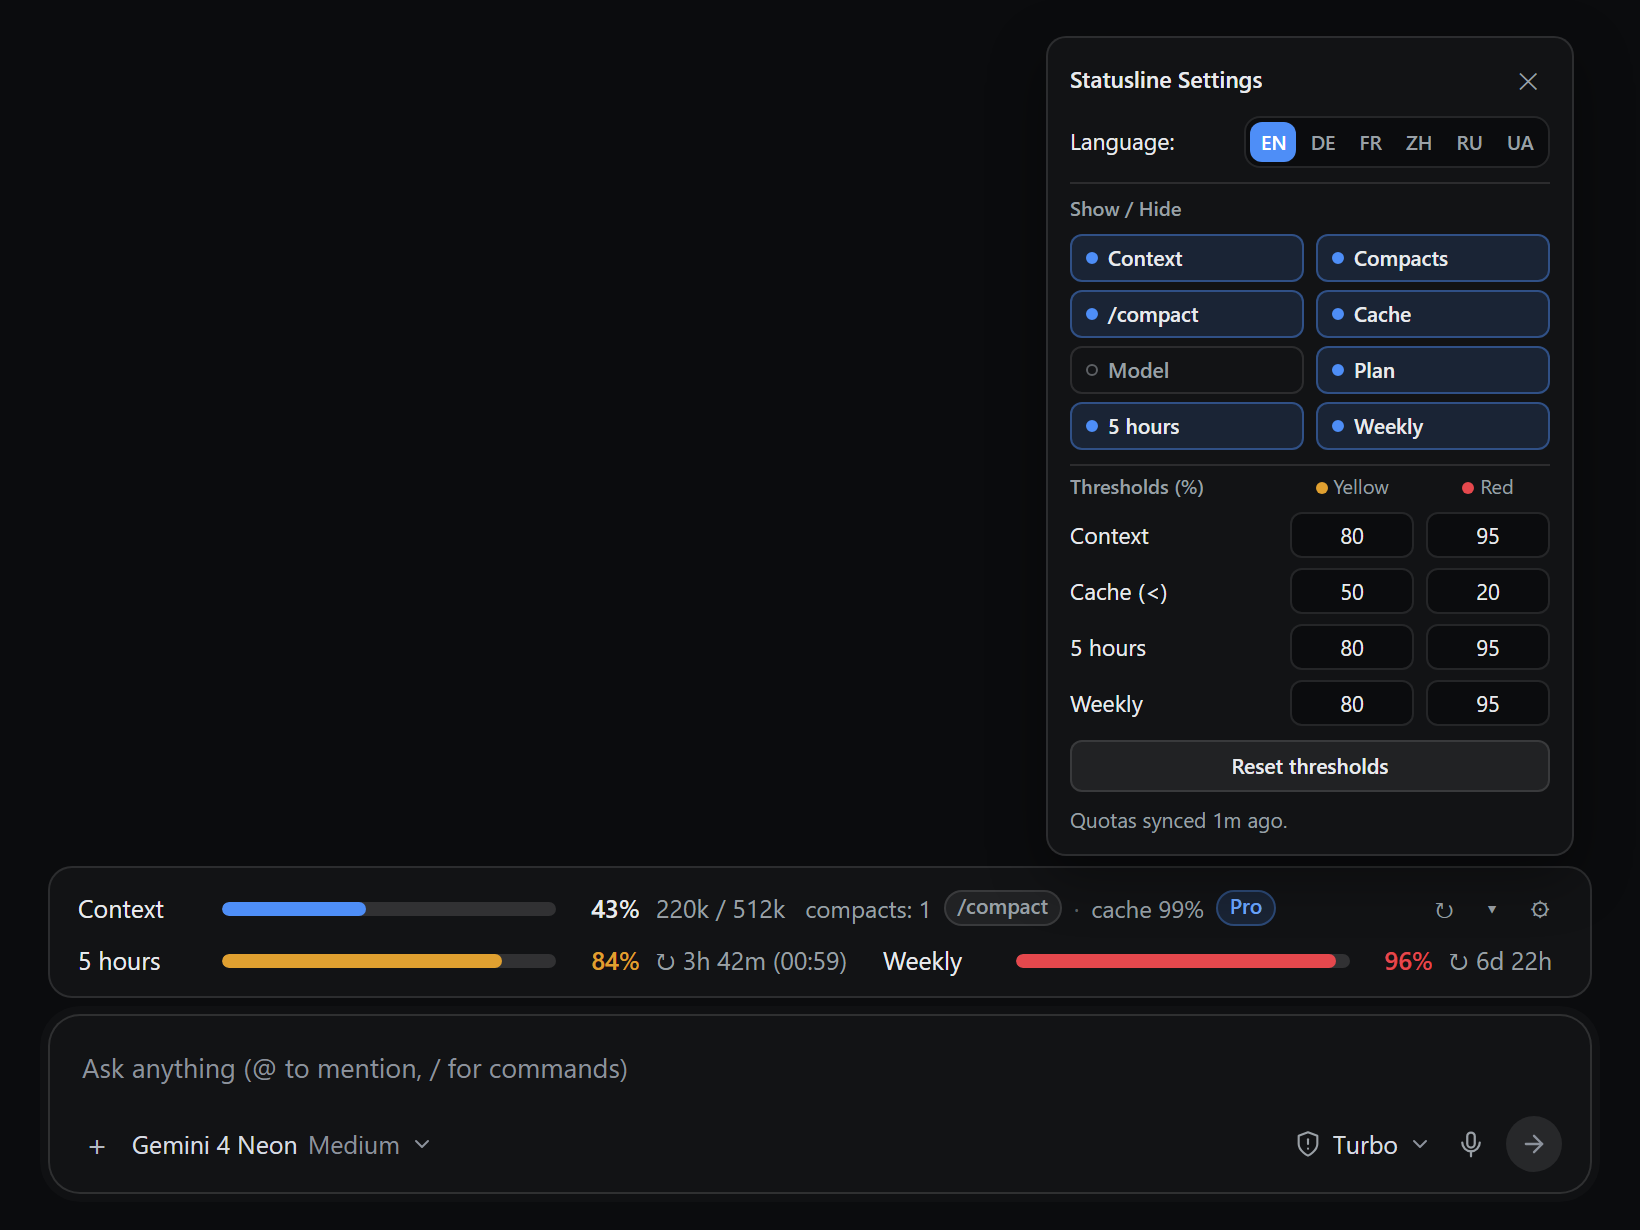 Statusline Settings
Language: EN DE FR ZH RU UA
Show / Hide
Context Compacts
/compact Cache
Model Plan
5 hours Weekly
Thresholds (%) Yellow Red
Context 80 95
Cache (<) 50 20
5 hours 80 95
Weekly 80 95
Reset thresholds
Quotas synced 1m ago.
Context 43% 220k / 512k compacts: 1 /compact · cache 99% Pro
5 hours 84% ↻ 3h 42m (00:59) Weekly 96% ↻ 6d 22h
Ask anything (@ to mention, / for commands)
+ Gemini 4 Neon Medium Turbo